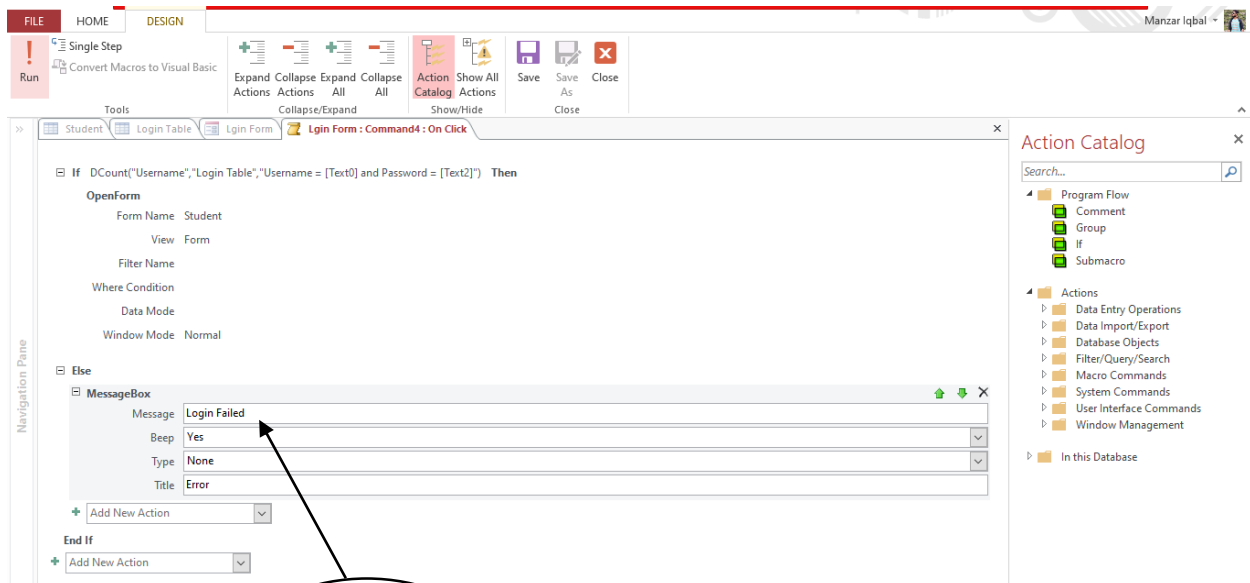 FILE HOME DESIGN Manzar Iqbal
Run
Single Step
Convert Macros to Visual Basic
Tools
Expand Actions
Collapse Actions
Expand All
Collapse All
Collapse/Expand
Action Catalog
Show All Actions
Show/Hide
Save
Save As
Close
Close
Student Login Table Lgin Form Lgin Form : Command4 : On Click
Navigation Pane
If DCount("Username","Login Table","Username = [Text0] and Password = [Text2]") Then
OpenForm
Form Name Student
View Form
Filter Name
Where Condition
Data Mode
Window Mode Normal
Else
MessageBox
Message Login Failed
Beep Yes
Type None
Title Error
Add New Action
End If
Add New Action
Action Catalog
Search...
Program Flow
Comment
Group
If
Submacro
Actions
Data Entry Operations
Data Import/Export
Database Objects
Filter/Query/Search
Macro Commands
System Commands
User Interface Commands
Window Management
In this Database